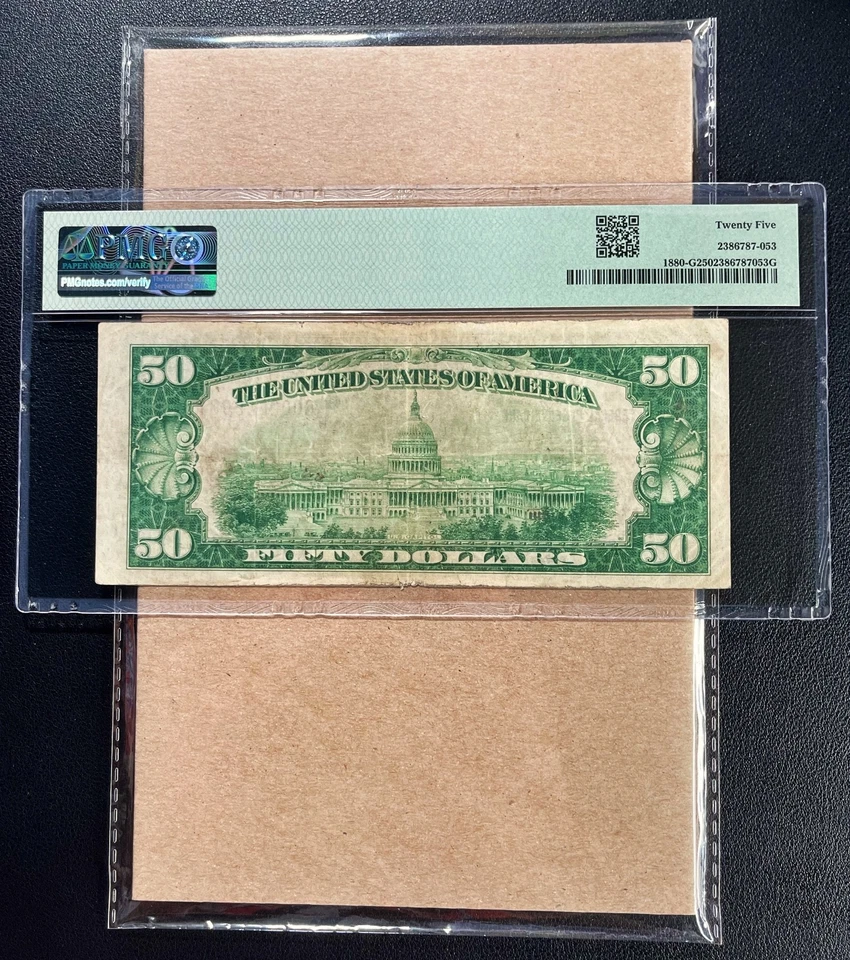 PMG
PAPER MONEY GUARANTY
PMGnotes.com/verify
Twenty Five
2386787-053
1880-G2502386787053G
50
50
THE UNITED STATES OF AMERICA
50
50
FIFTY DOLLARS